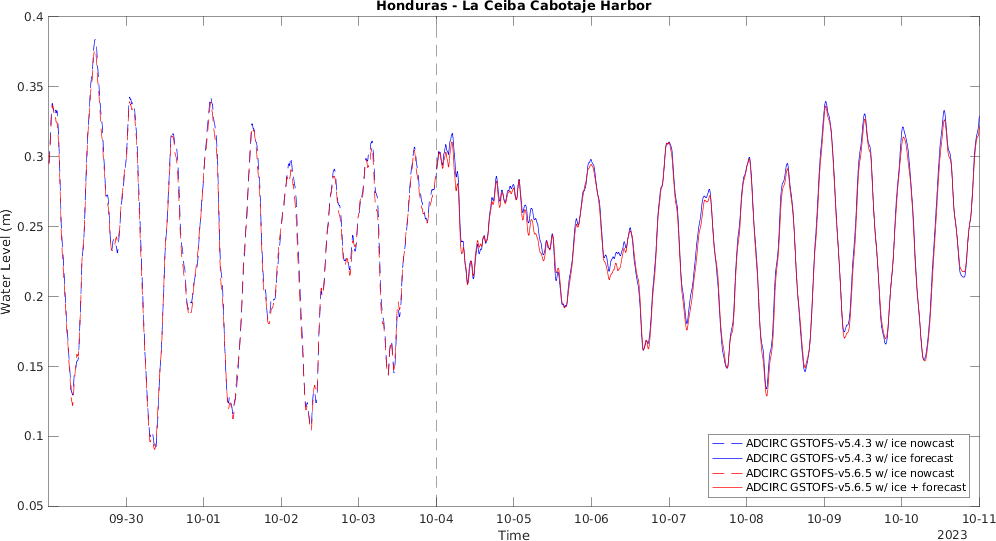 Honduras - La Ceiba Cabotaje Harbor
0.4
0.35
0.3
0.25
0.2
0.15
0.1
0.05
Water Level (m)
ADCIRC GSTOFS-v5.4.3 w/ ice nowcast
ADCIRC GSTOFS-v5.4.3 w/ ice forecast
ADCIRC GSTOFS-v5.6.5 w/ ice nowcast
ADCIRC GSTOFS-v5.6.5 w/ ice + forecast
09-30 10-01 10-02 10-03 10-04 10-05 10-06 10-07 10-08 10-09 10-10 10-11
Time
2023